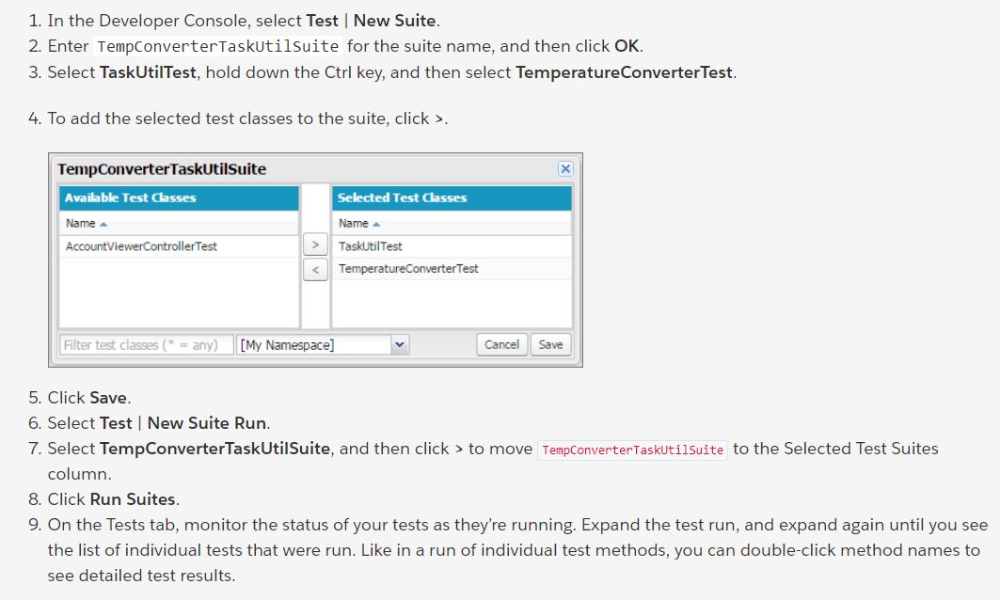 1. In the Developer Console, select Test | New Suite.
2. Enter TempConverterTaskUtilSuite for the suite name, and then click OK.
3. Select TaskUtilTest, hold down the Ctrl key, and then select TemperatureConverterTest.
4. To add the selected test classes to the suite, click >.
TempConverterTaskUtilSuite
Available Test Classes
Name
AccountViewerControllerTest
>
<
Selected Test Classes
Name
TaskUtilTest
TemperatureConverterTest
Filter test classes (* = any)
[My Namespace]
Cancel
Save
5. Click Save.
6. Select Test | New Suite Run.
7. Select TempConverterTaskUtilSuite, and then click > to move TempConverterTaskUtilSuite to the Selected Test Suites
column.
8. Click Run Suites.
9. On the Tests tab, monitor the status of your tests as they’re running. Expand the test run, and expand again until you see
the list of individual tests that were run. Like in a run of individual test methods, you can double-click method names to
see detailed test results.